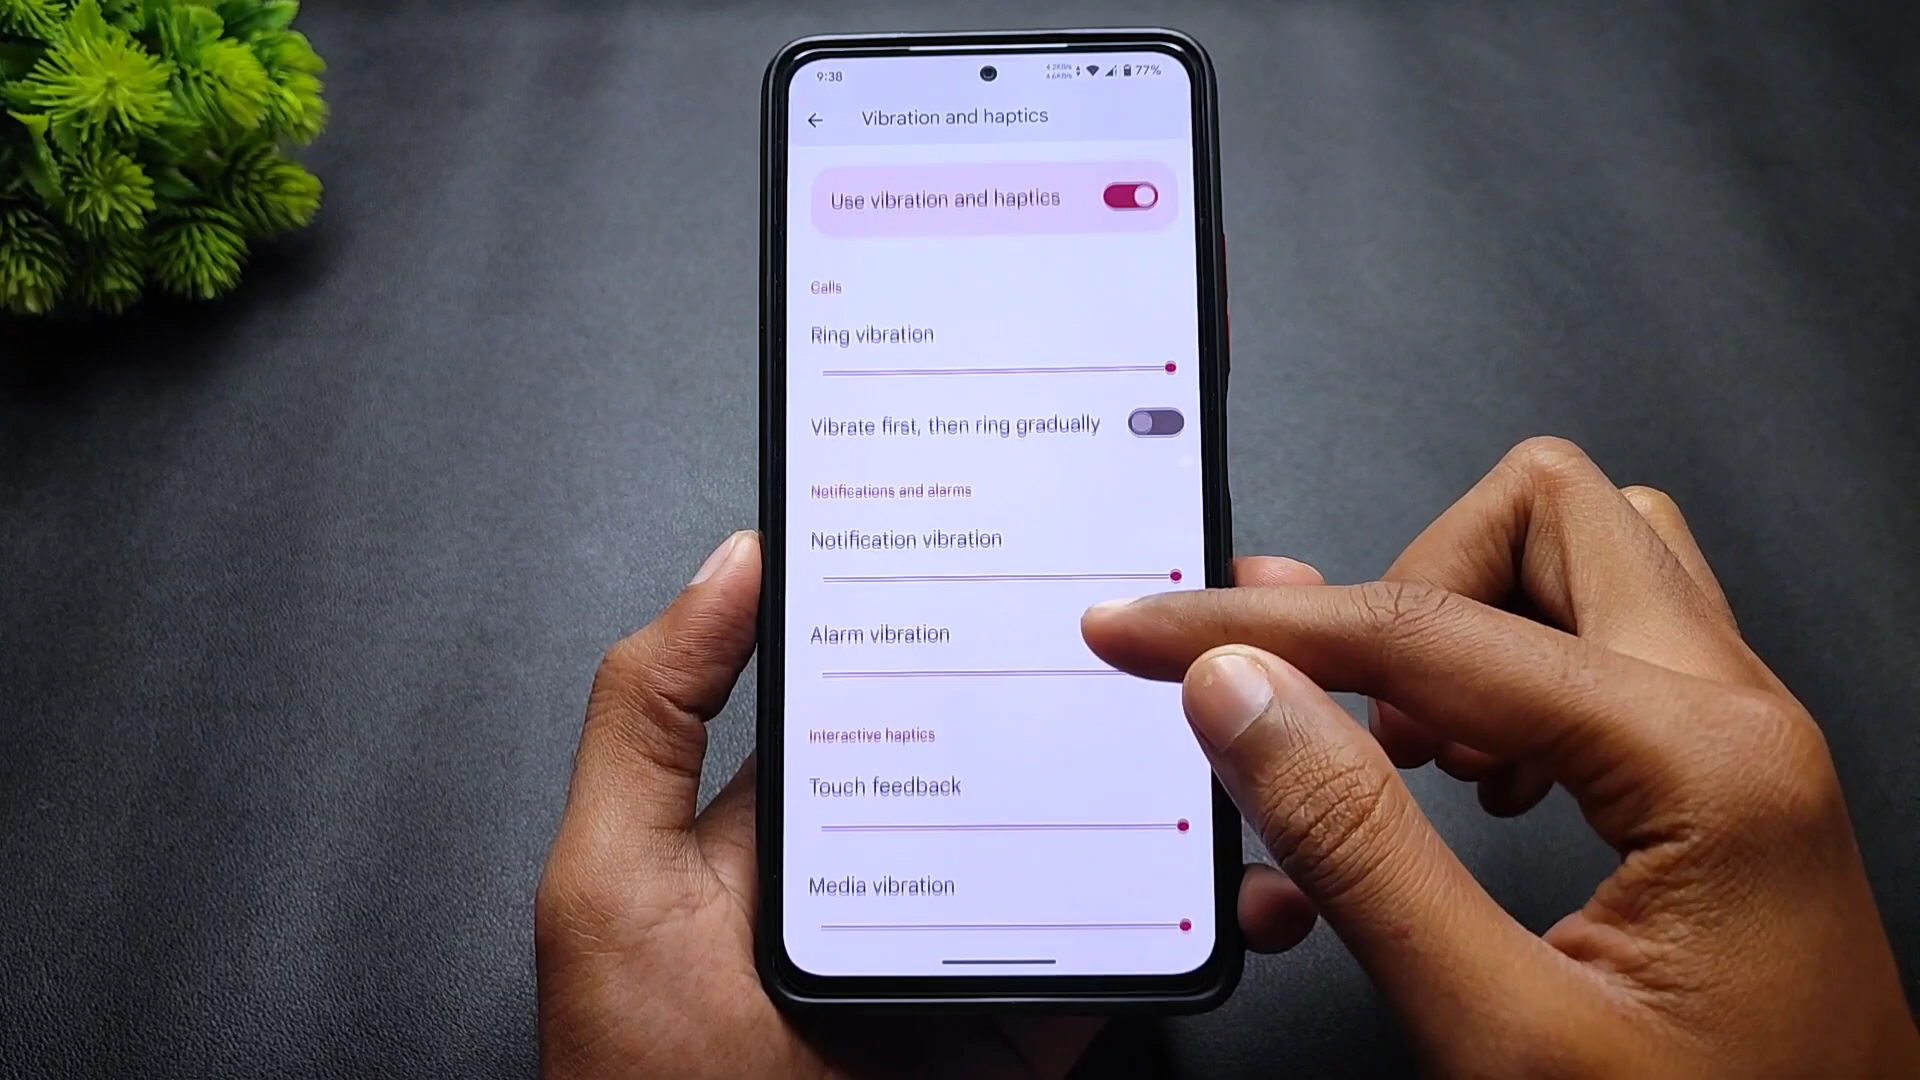 9:38
77%
Vibration and haptics
Use vibration and haptics
Calls
Ring vibration
Vibrate first, then ring gradually
Notifications and alarms
Notification vibration
Alarm vibration
Interactive haptics
Touch feedback
Media vibration